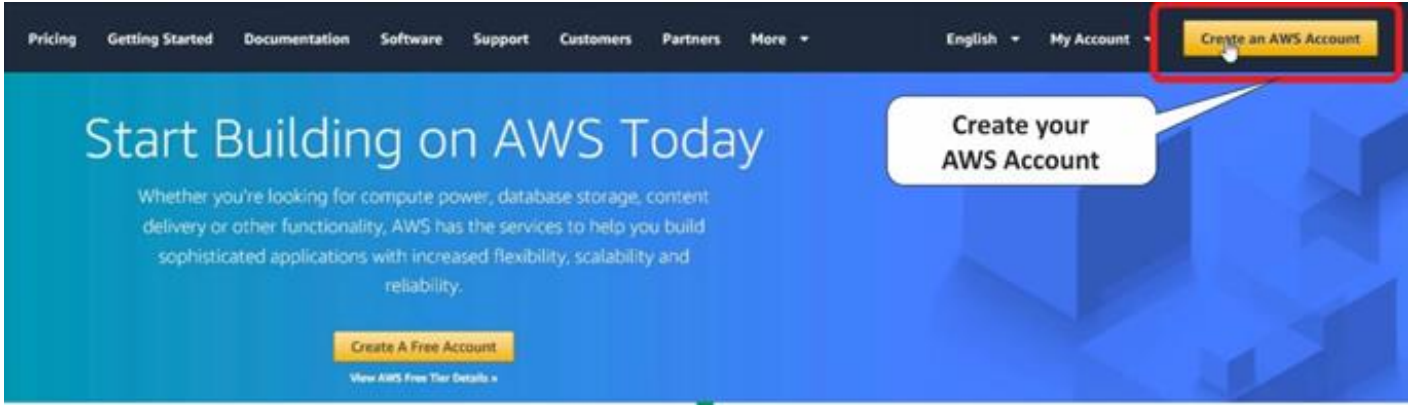 Pricing Getting Started Documentation Software Support Customers Partners More English My Account Create an AWS Account
Create your
AWS Account
Start Building on AWS Today
Whether you're looking for compute power, database storage, content
delivery or other functionality, AWS has the services to help you build
sophisticated applications with increased flexibility, scalability and
reliability.
Create A Free Account
View AWS Free Tier Details »